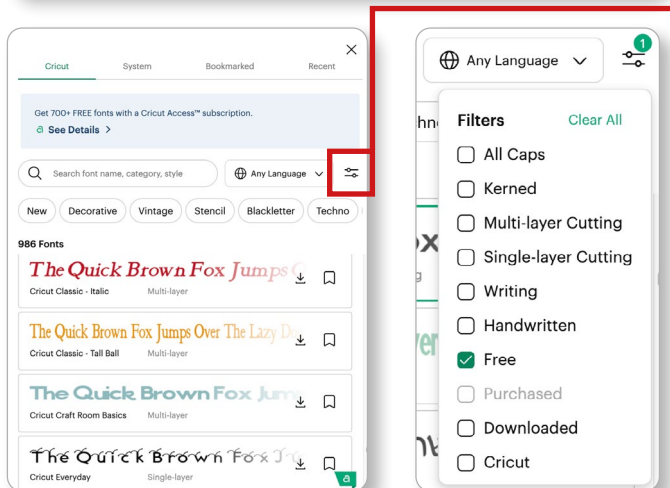 Cricut System Bookmarked Recent
Get 700+ FREE fonts with a Cricut Access™ subscription.
See Details >
Search font name, category, style Any Language
New Decorative Vintage Stencil Blackletter Techno
986 Fonts
The Quick Brown Fox Jumps
Cricut Classic - Italic Multi-layer
The Quick Brown Fox Jumps Over The Lazy D
Cricut Classic - Tall Ball Multi-layer
The Quick Brown Fox Jum
Cricut Craft Room Basics Multi-layer
The Quick Brown Fox J
Cricut Everyday Single-layer
1
Any Language
Filters Clear All
All Caps
Kerned
Multi-layer Cutting
Single-layer Cutting
Writing
Handwritten
Free
Purchased
Downloaded
Cricut